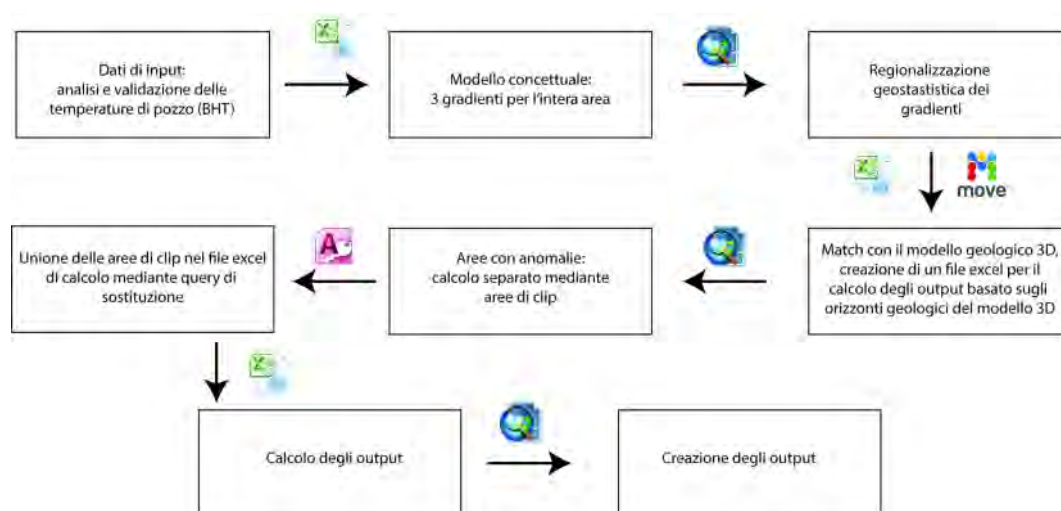 Dati di input:
analisi e validazione delle
temperature di pozzo (BHT)
Modello concettuale:
3 gradienti per l'intera area
Regionalizzazione
geostastistica dei
gradienti
move
Unione delle aree di clip nel file excel
di calcolo mediante query di
sostituzione
Aree con anomalie:
calcolo separato mediante
aree di clip
Match con il modello geologico 3D,
creazione di un file excel per il
calcolo degli output basato sugli
orizzonti geologici del modello 3D
Calcolo degli output
Creazione degli output